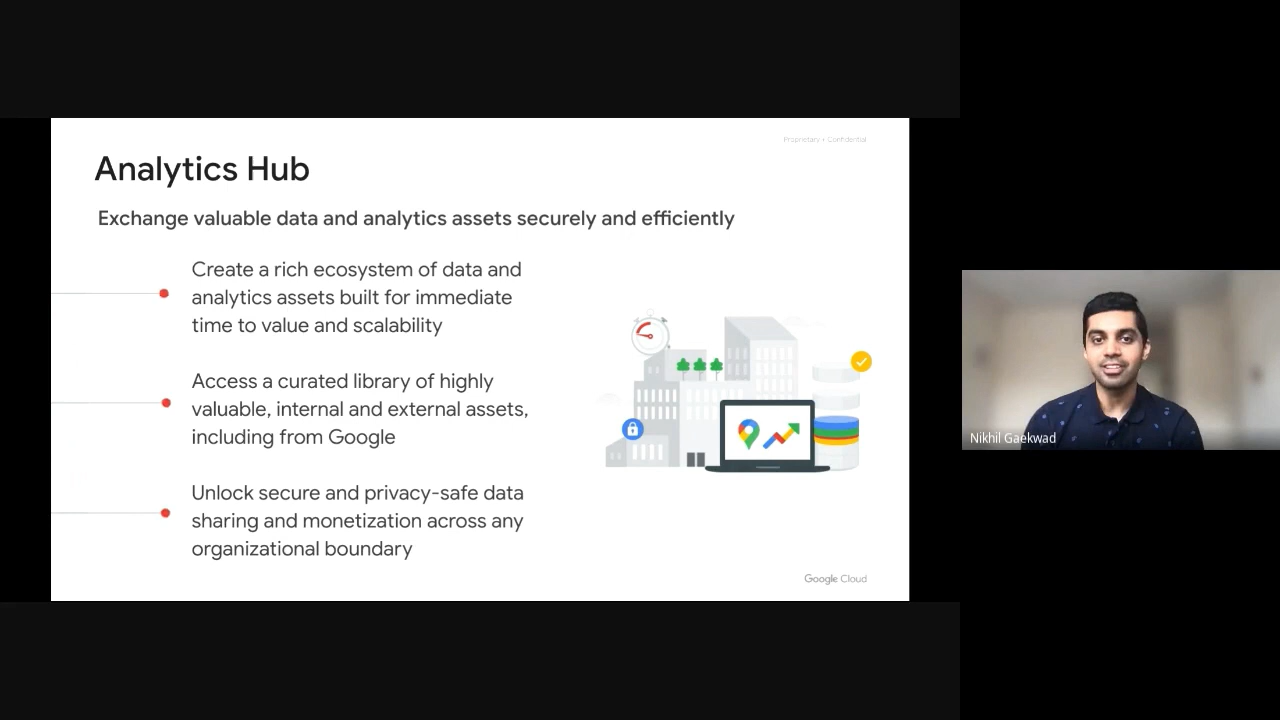 Proprietary + Confidential
Analytics Hub
Exchange valuable data and analytics assets securely and efficiently
Create a rich ecosystem of data and
analytics assets built for immediate
time to value and scalability
Access a curated library of highly
valuable, internal and external assets,
including from Google
Unlock secure and privacy-safe data
sharing and monetization across any
organizational boundary
Google Cloud
Nikhil Gaekwad